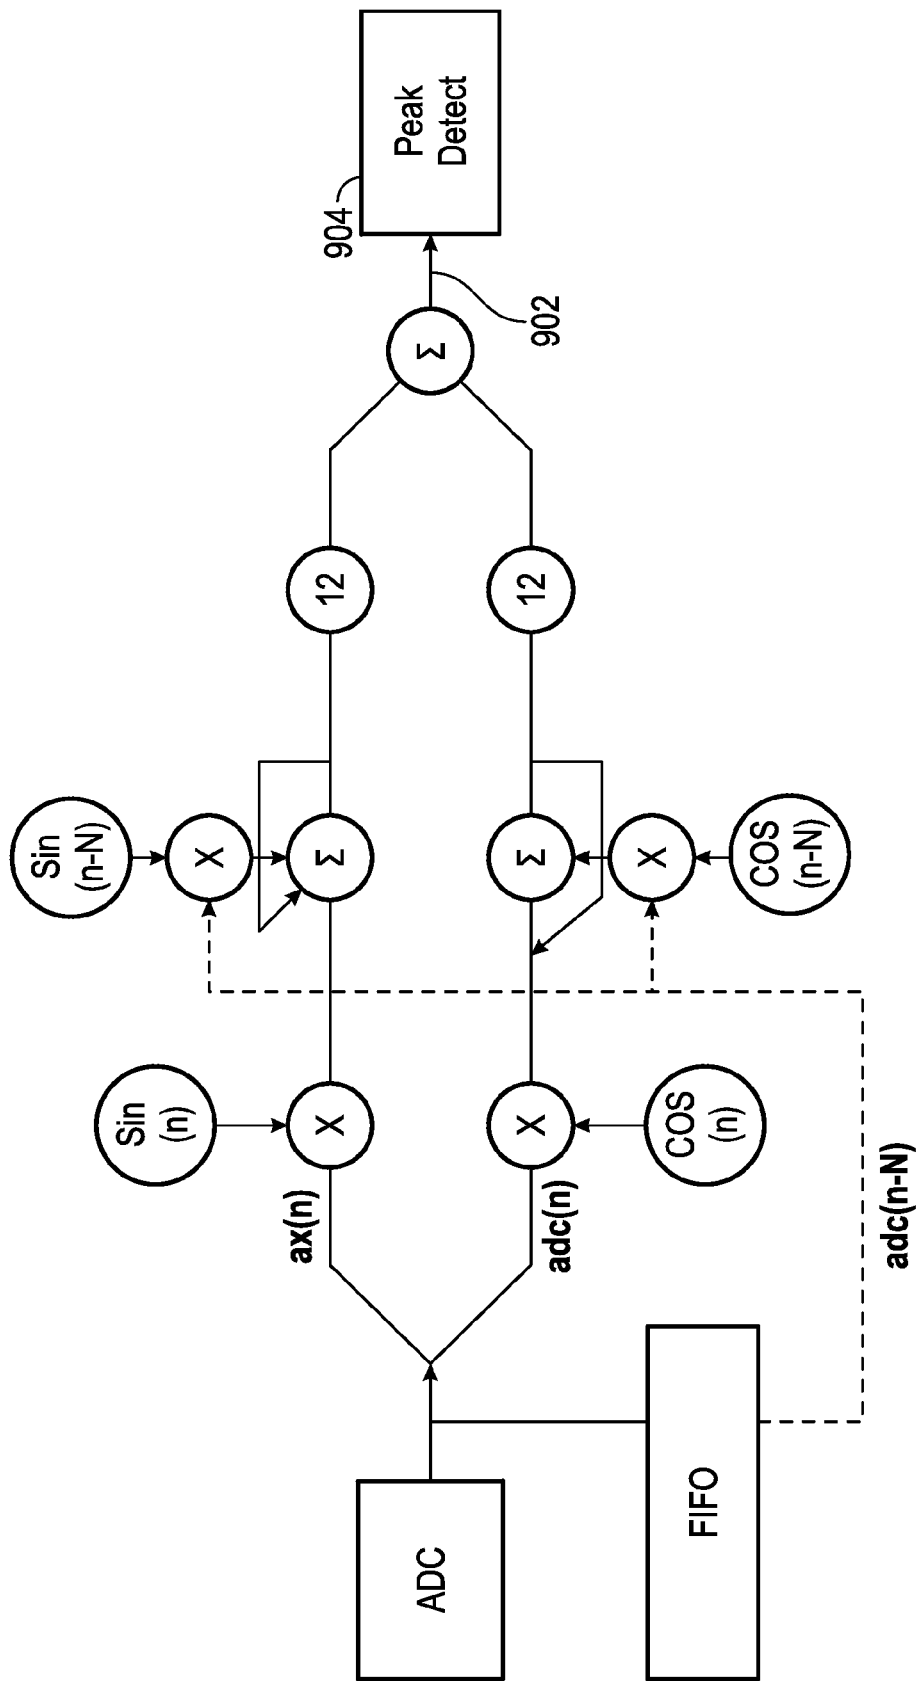 ADC
FIFO
adc(n-N)
ax(n)
adc(n)
Sin
(n)
X
X
COS
(n)
Sin
(n-N)
X
Σ
Σ
X
COS
(n-N)
12
12
Σ
902
904
Peak
Detect